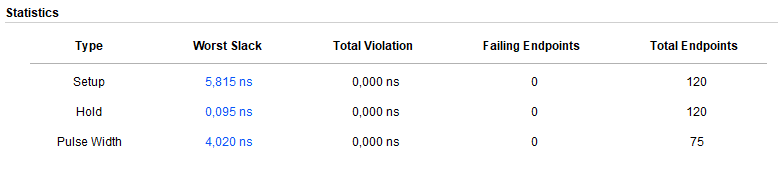 Statistics
Type Worst Slack Total Violation Failing Endpoints Total Endpoints
Setup 5,815 ns 0,000 ns 0 120
Hold 0,095 ns 0,000 ns 0 120
Pulse Width 4,020 ns 0,000 ns 0 75